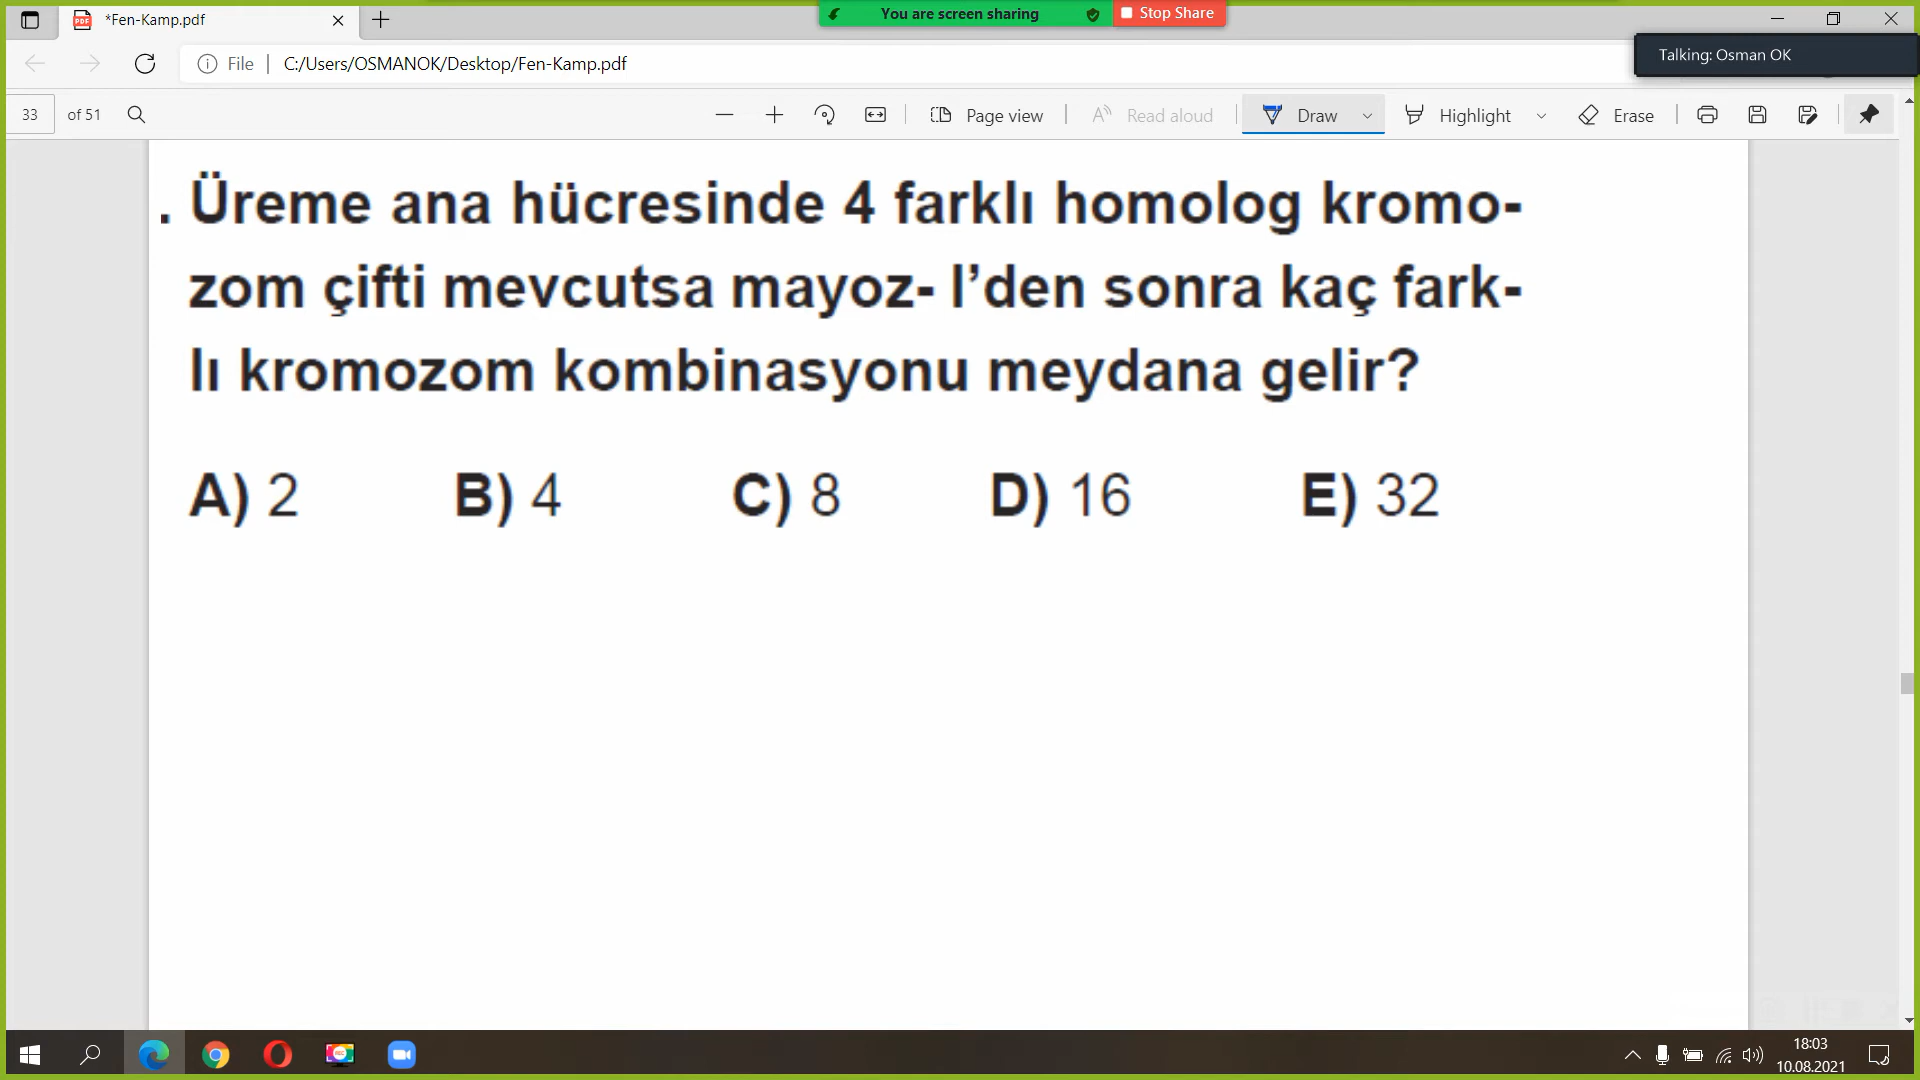 *Fen-Kamp.pdf
You are screen sharing
Stop Share
Talking: Osman OK
File
C:/Users/OSMANOK/Desktop/Fen-Kamp.pdf
33 of 51
Page view
Read aloud
Draw
Highlight
Erase
. Üreme ana hücresinde 4 farklı homolog kromo-
zom çifti mevcutsa mayoz- I’den sonra kaç fark-
lı kromozom kombinasyonu meydana gelir?
A) 2 B) 4 C) 8 D) 16 E) 32
18:03
10.08.2021